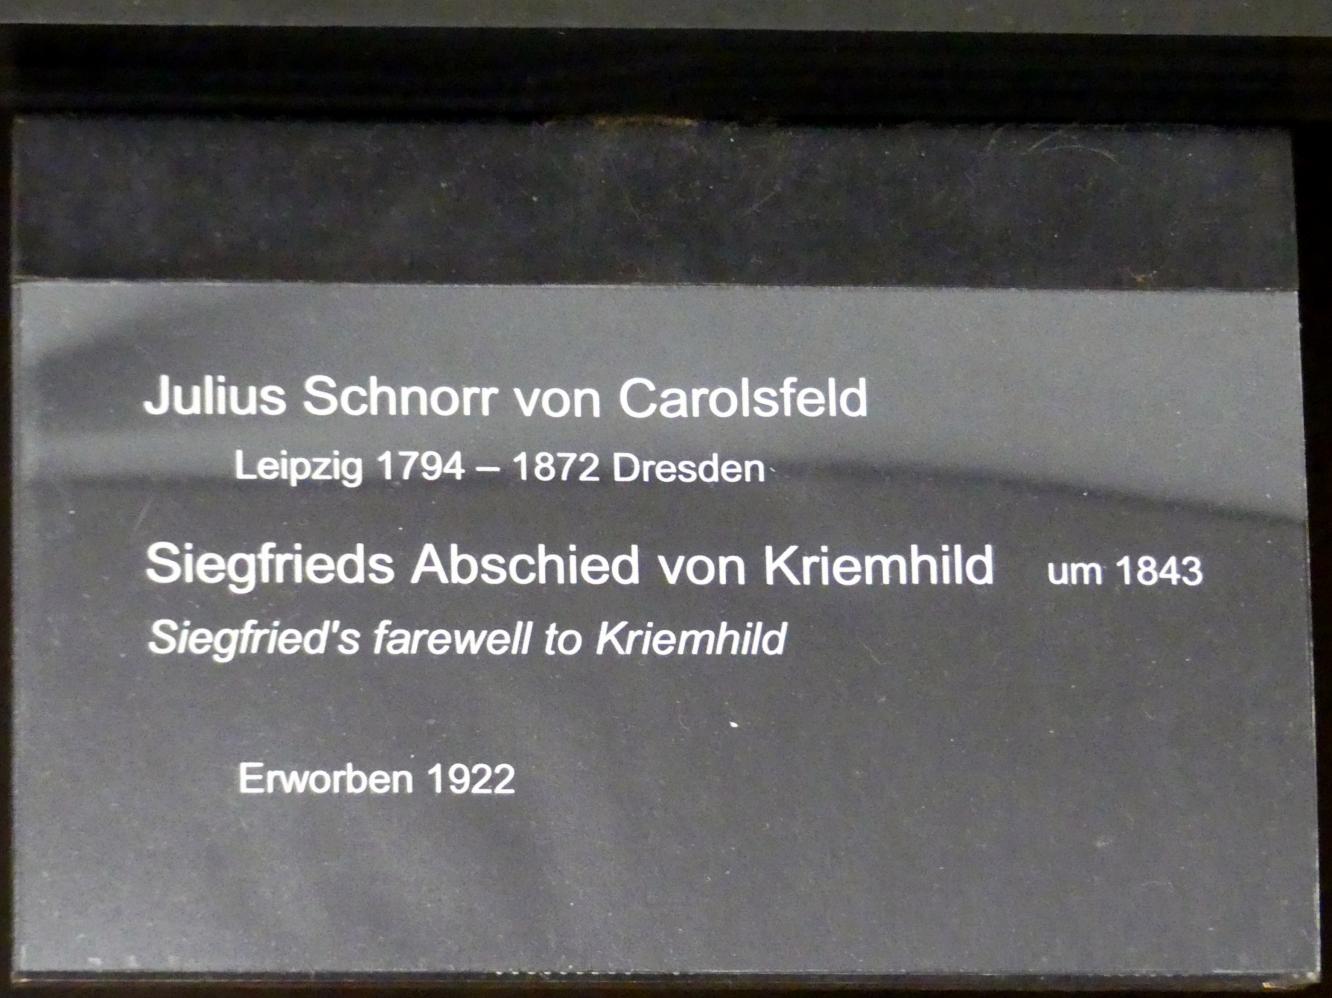 Julius Schnorr von Carolsfeld
Leipzig 1794 – 1872 Dresden
Siegfrieds Abschied von Kriemhild um 1843
Siegfried's farewell to Kriemhild
Erworben 1922